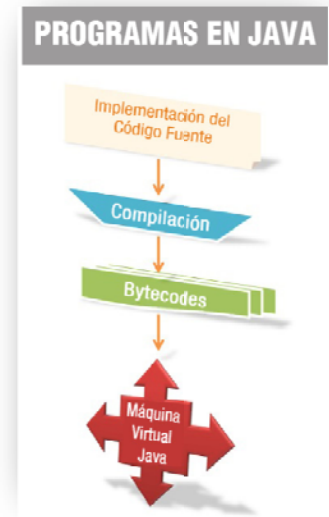 PROGRAMAS EN JAVA
Implementación del
Código Fuente
Compilación
Bytecodes
Máquina
Virtual
Java